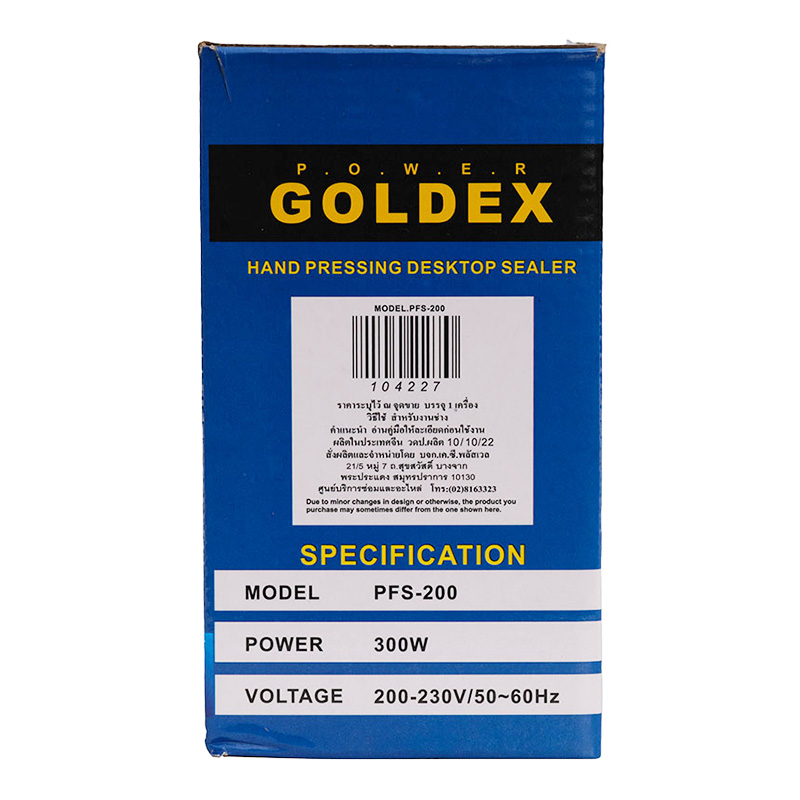 P.O.W.E.R
GOLDEX
HAND PRESSING DESKTOP SEALER
MODEL.PFS-200
104227
ราคาระบุไว้ ณ จุดขาย บรรจุ 1 เครื่อง
วิธีใช้ สำหรับงานช่าง
คำแนะนำ อ่านคู่มือให้ละเอียดก่อนใช้งาน
ผลิตในประเทศจีน วดป.ผลิต 10/10/22
สั่งผลิตและจำหน่ายโดย บจก.เค.ซี.พลัสเวล
21/5 หมู่ 7 ถ.สุขสวัสดิ์ บางจาก
พระประแดง สมุทรปราการ 10130
ศูนย์บริการซ่อมและอะไหล่ โทร:(02)8163323
Due to minor changes in design or otherwise, the product you
purchase may sometimes differ from the one shown here.
SPECIFICATION
MODEL PFS-200
POWER 300W
VOLTAGE 200-230V/50~60Hz